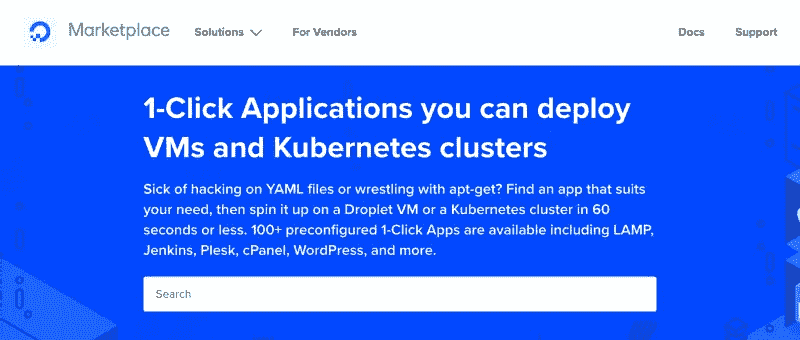 Marketplace Solutions For Vendors Docs Support
1-Click Applications you can deploy
VMs and Kubernetes clusters
Sick of hacking on YAML files or wrestling with apt-get? Find an app that suits
your need, then spin it up on a Droplet VM or a Kubernetes cluster in 60
seconds or less. 100+ preconfigured 1-Click Apps are available including LAMP,
Jenkins, Plesk, cPanel, WordPress, and more.
Search